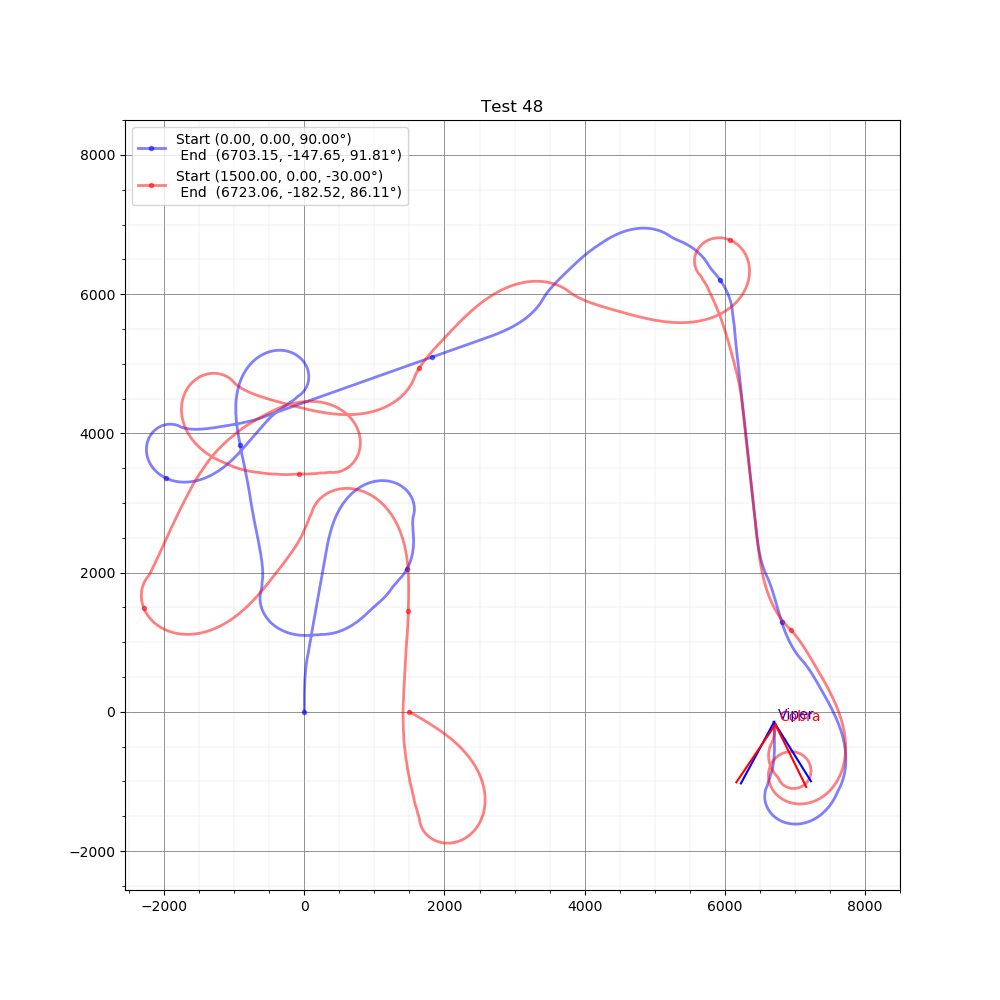 Test 48
Start (0.00, 0.00, 90.00°)
End (6703.15, -147.65, 91.81°)
Start (1500.00, 0.00, -30.00°)
End (6723.06, -182.52, 86.11°)
8000
6000
4000
2000
0
−2000
Viper
Cobra
−2000 0 2000 4000 6000 8000